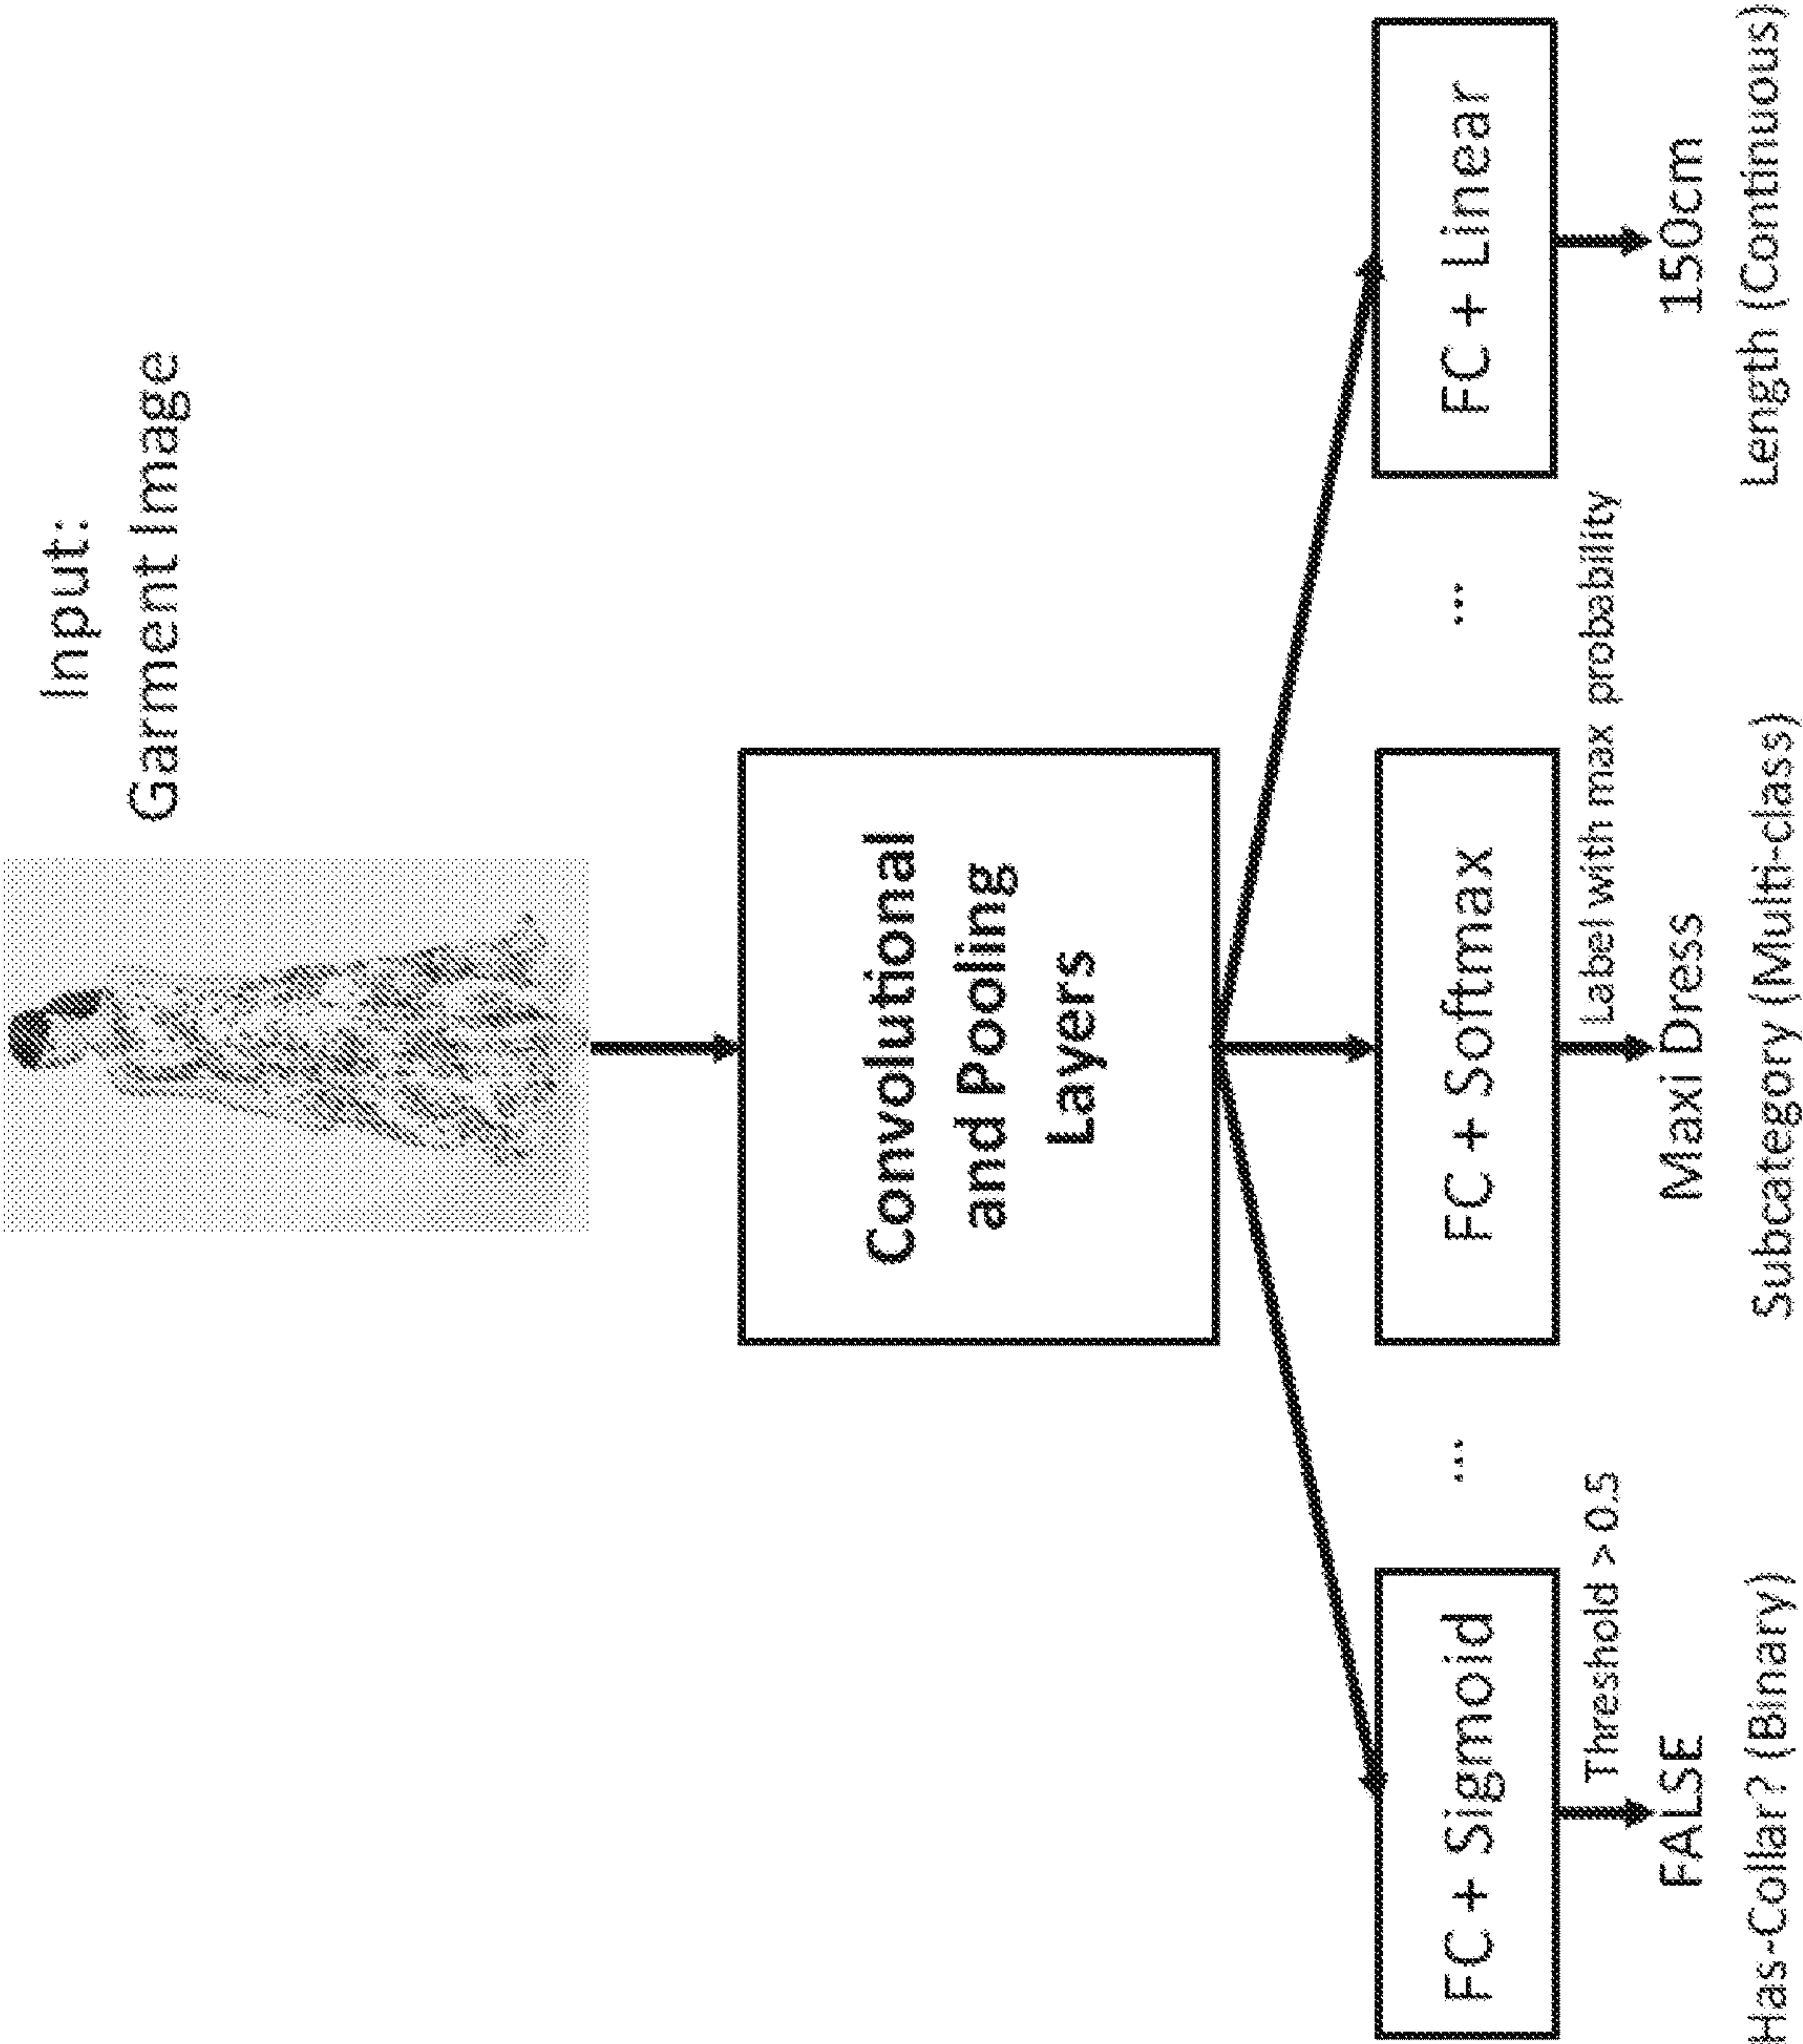 Input:
Garment Image
Convolutional
and Pooling
Layers
FC + Sigmoid
...
FC + Softmax
...
FC + Linear
Threshold > 0.5
Label with max probability
FALSE
Maxi Dress
150cm
Has-Collar? (Binary)
Subcategory (Multi-class)
Length (Continuous)